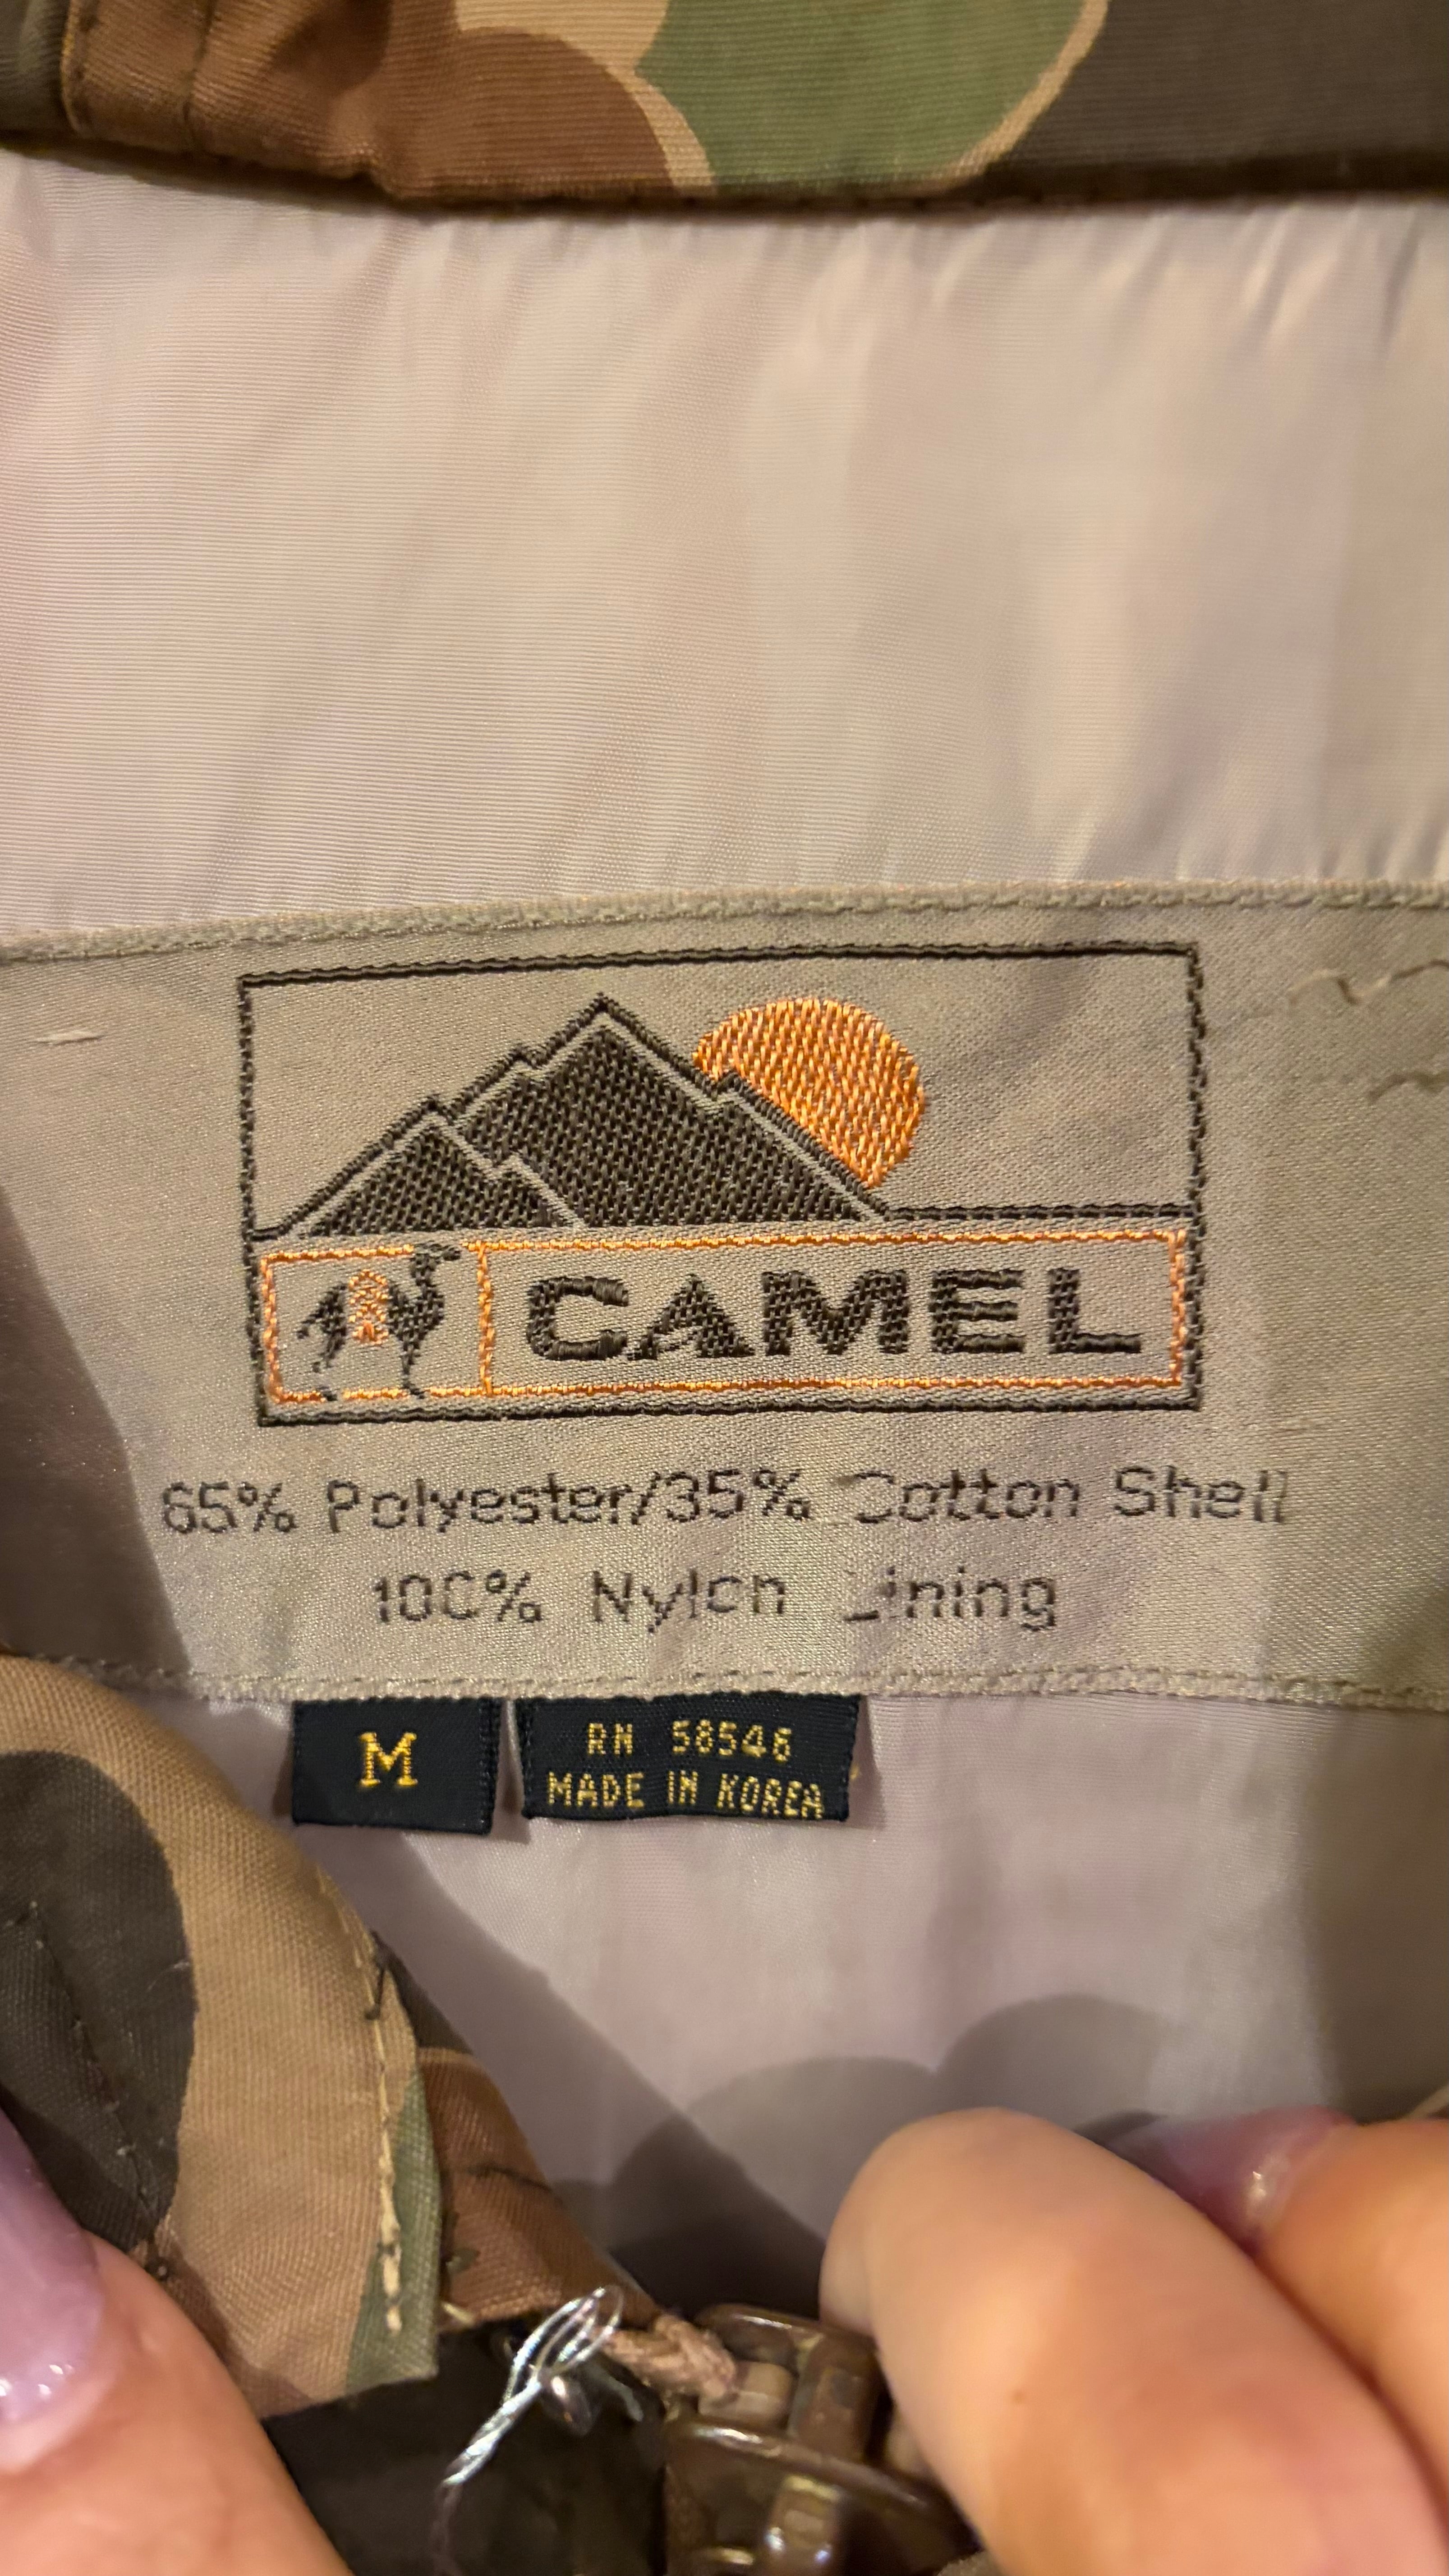 CAMEL
65% Polyester/35% Cotton Shell
100% Nylon Lining
M
RN 58546
MADE IN KOREA